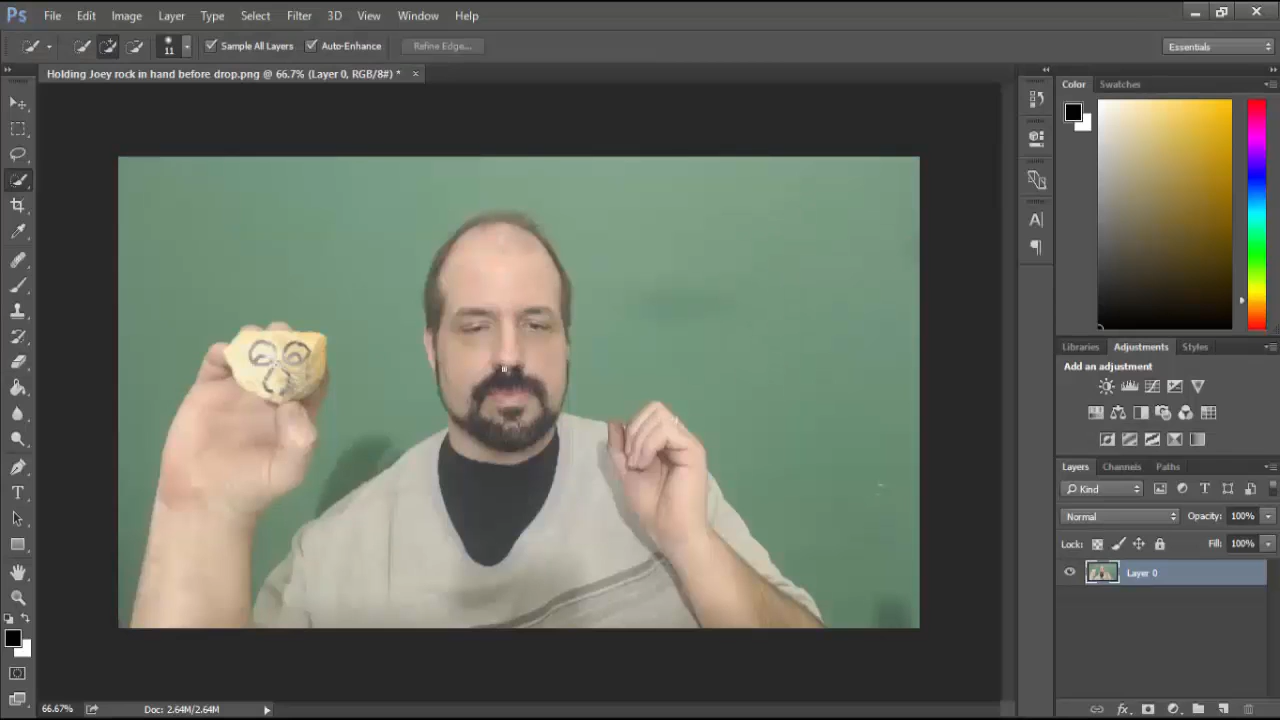 Ps File Edit Image Layer Type Select Filter 3D View Window Help
11 Sample All Layers Auto-Enhance Refine Edge... Essentials
Holding Joey rock in hand before drop.png @ 66.7% (Layer 0, RGB/8#) * ×
Color Swatches
Libraries Adjustments Styles
Add an adjustment
Layers Channels Paths
Kind
Normal Opacity: 100%
Lock: Fill: 100%
Layer 0
66.67% Doc: 2.64M/2.64M